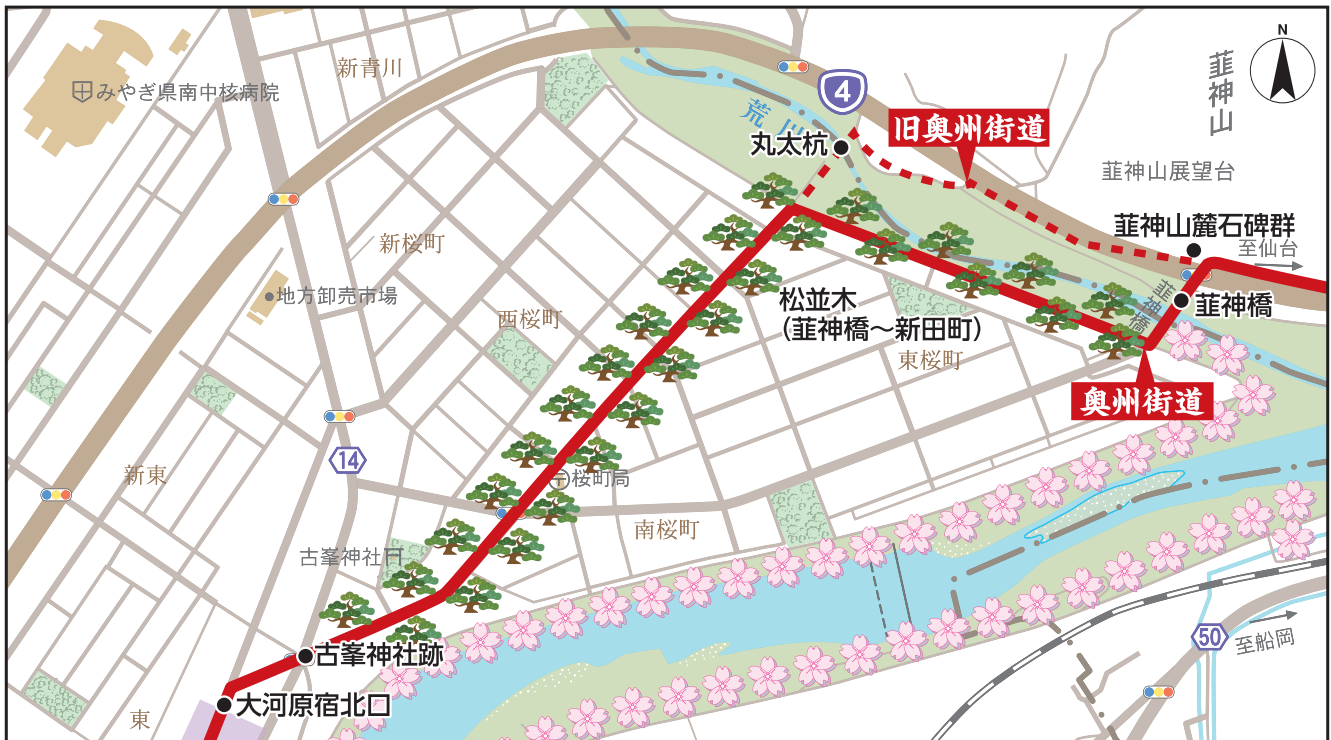 N
韮神山
新青川
みやぎ県南中核病院
4
荒川
旧奥州街道
丸太杭
韮神山展望台
韮神山麓石碑群
至仙台
新桜町
地方卸売市場
西桜町
松並木
(韮神橋〜新田町)
韮神橋
韮神橋
東桜町
奥州街道
14
新東
桜町局
南桜町
古峯神社
古峯神社跡
大河原宿北口
東
50
至船岡